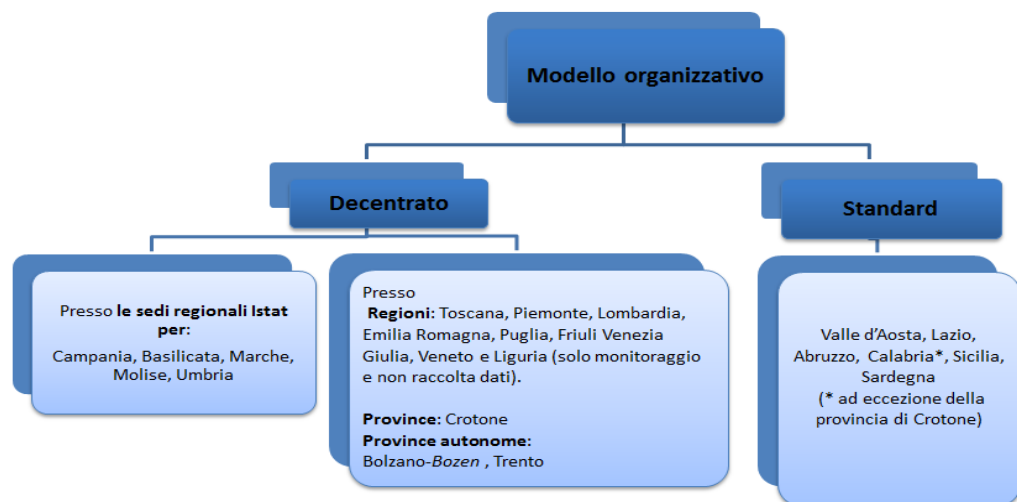 Modello organizzativo
Decentrato
Standard
Presso le sedi regionali Istat
per:
Campania, Basilicata, Marche,
Molise, Umbria
Presso
Regioni: Toscana, Piemonte, Lombardia,
Emilia Romagna, Puglia, Friuli Venezia
Giulia, Veneto e Liguria (solo monitoraggio
e non raccolta dati).
Province: Crotone
Province autonome:
Bolzano-Bozen , Trento
Valle d'Aosta, Lazio,
Abruzzo, Calabria*, Sicilia,
Sardegna
(* ad eccezione della
provincia di Crotone)